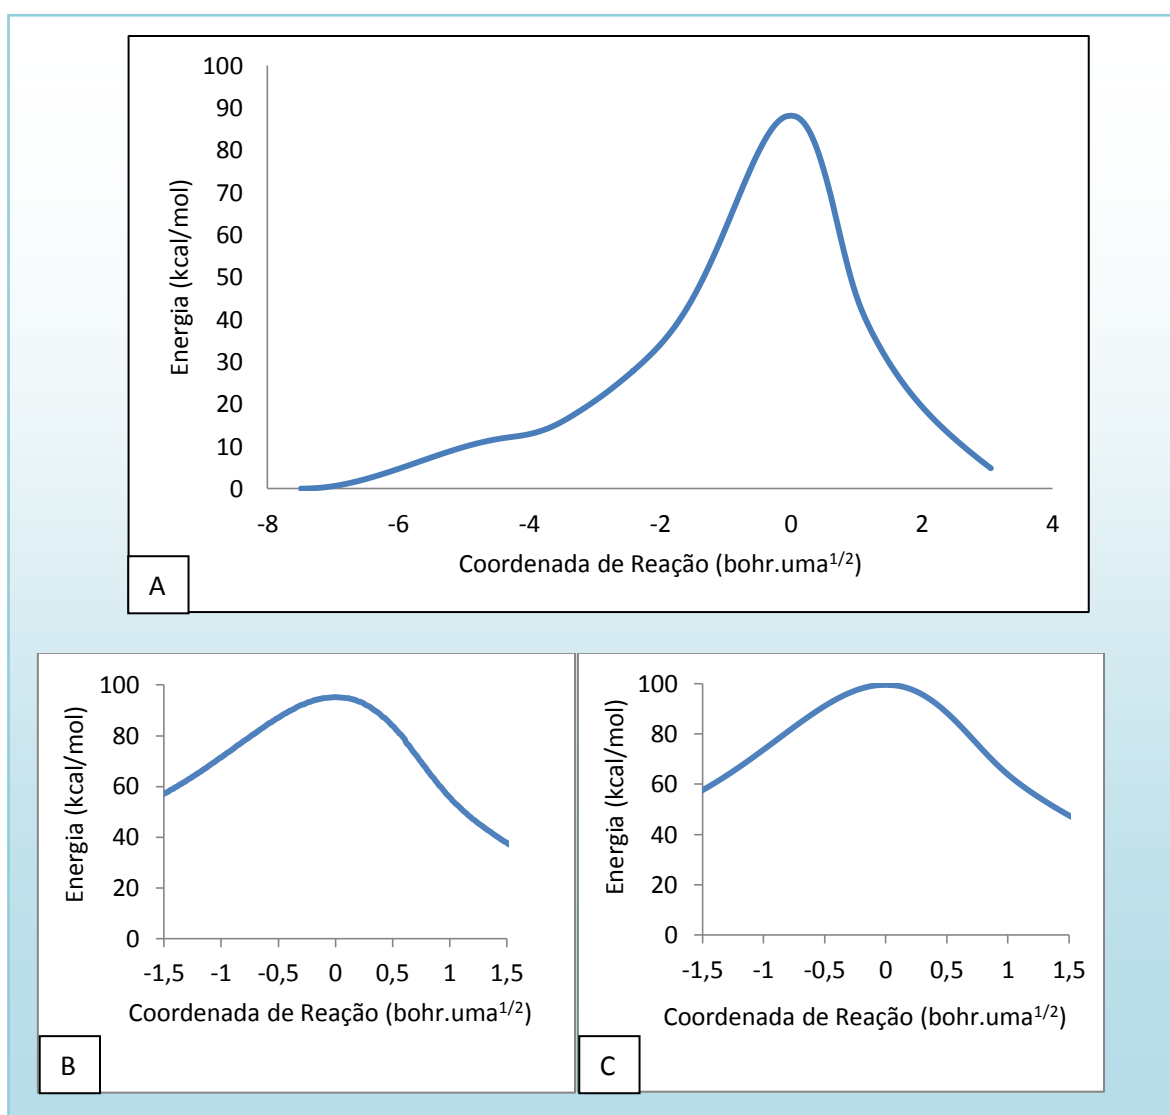 100
90
80
70
60
50
40
30
20
10
0
Energia (kcal/mol)
-8 -6 -4 -2 0 2 4
Coordenada de Reação (bohr.uma1/2)
A
100
80
60
40
20
0
Energia (kcal/mol)
-1,5 -1 -0,5 0 0,5 1 1,5
Coordenada de Reação (bohr.uma1/2)
B
100
80
60
40
20
0
Energia (kcal/mol)
-1,5 -1 -0,5 0 0,5 1 1,5
Coordenada de Reação (bohr.uma1/2)
C